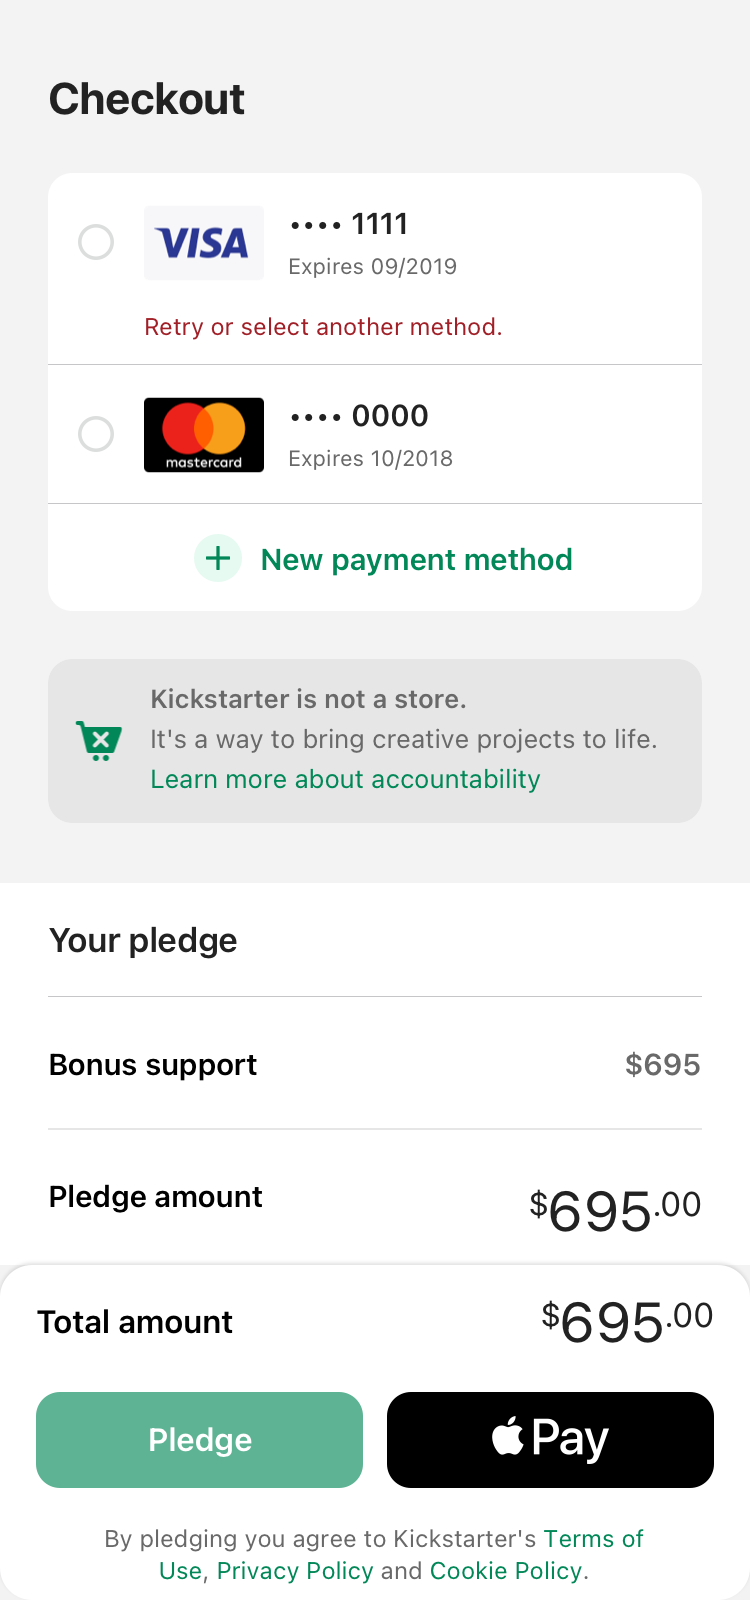 Checkout
VISA
•••• 1111
Expires 09/2019
Retry or select another method.
•••• 0000
mastercard
Expires 10/2018
+ New payment method
Kickstarter is not a store.
It's a way to bring creative projects to life.
Learn more about accountability
Your pledge
Bonus support $695
Pledge amount $695.00
Total amount $695.00
Pledge
Pay
By pledging you agree to Kickstarter's Terms of
Use, Privacy Policy and Cookie Policy.